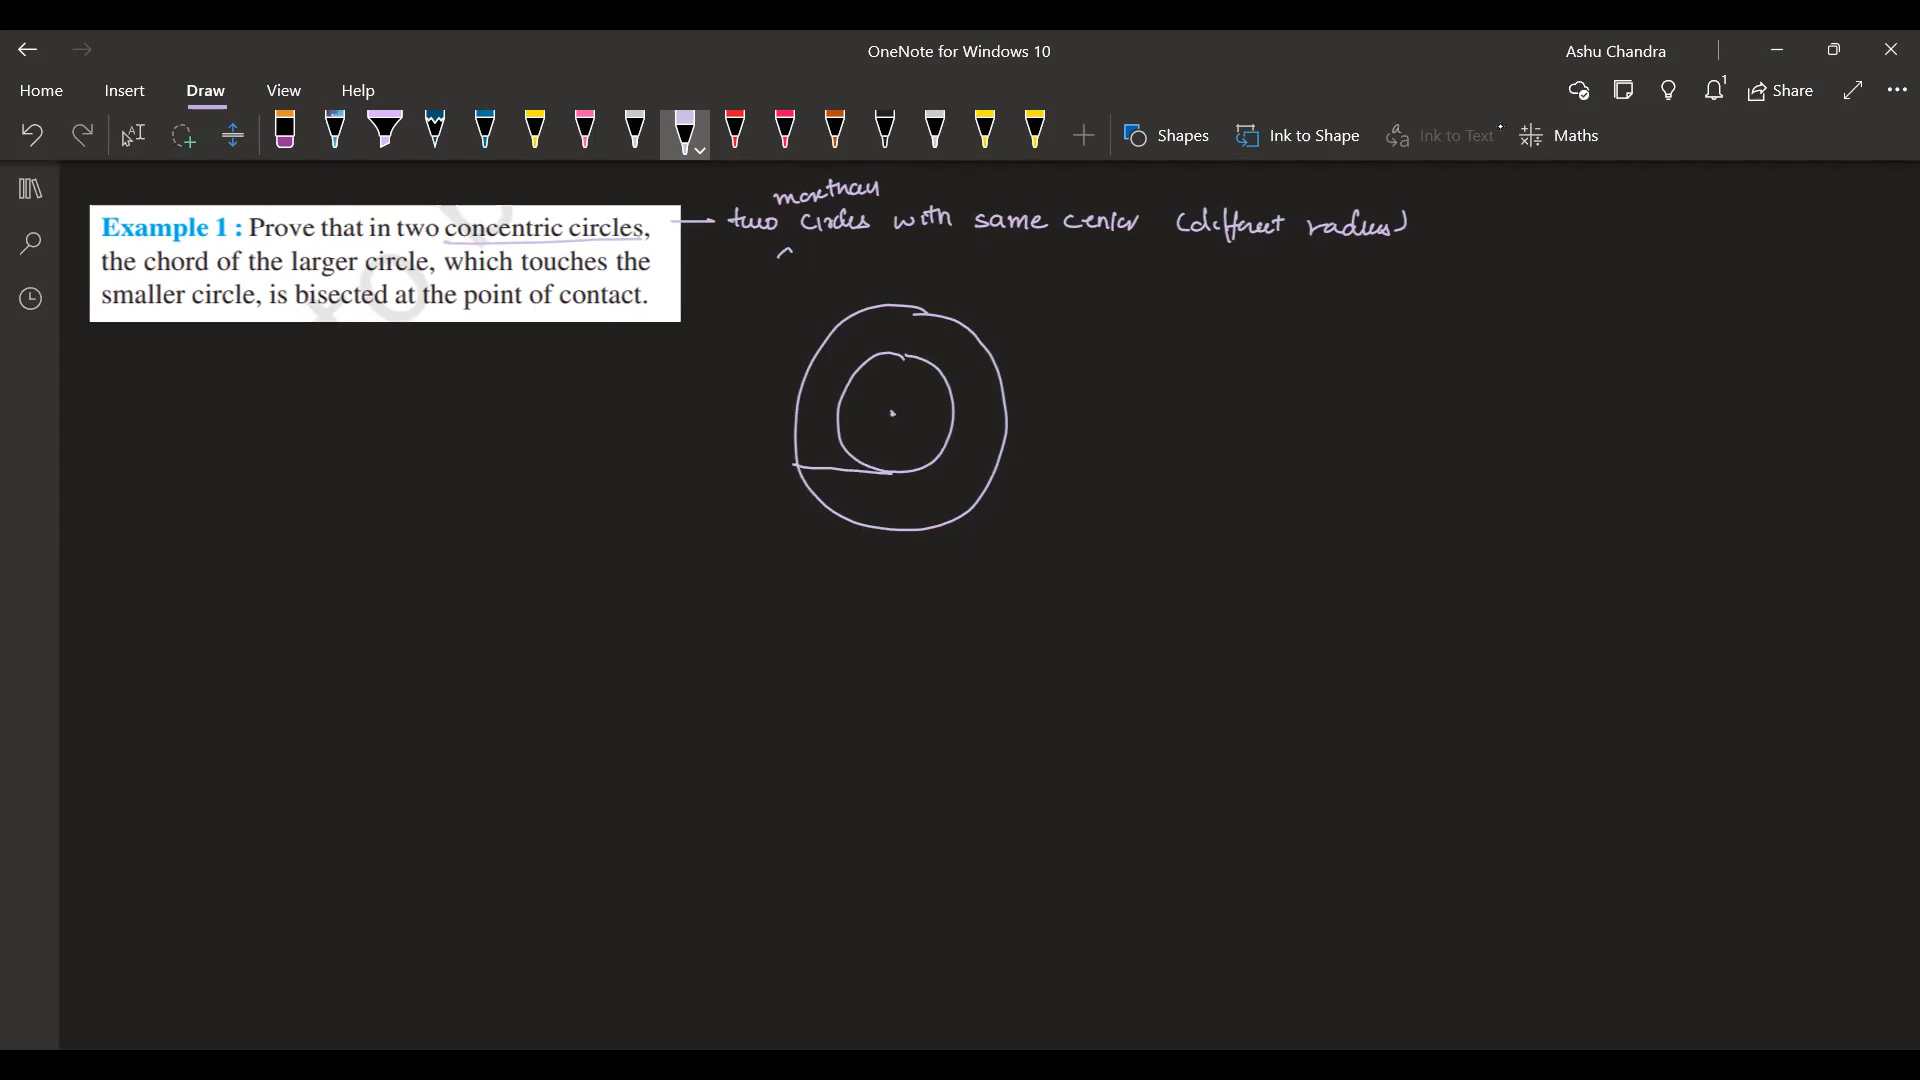 OneNote for Windows 10
Ashu Chandra
Home Insert Draw View Help
1
Share
Shapes Ink to Shape Ink to Text Maths
more than
two circles with same center (different radius)
Example 1 : Prove that in two concentric circles,
the chord of the larger circle, which touches the
smaller circle, is bisected at the point of contact.